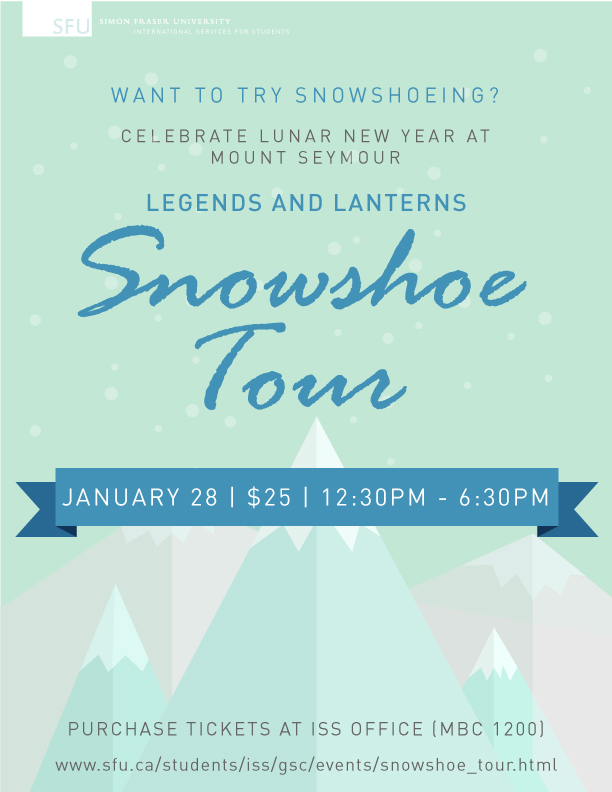 SFU SIMON FRASER UNIVERSITY
INTERNATIONAL SERVICES FOR STUDENTS
WANT TO TRY SNOWSHOEING?
CELEBRATE LUNAR NEW YEAR AT
MOUNT SEYMOUR
LEGENDS AND LANTERNS
Snowshoe
Tour
JANUARY 28 | $25 | 12:30PM - 6:30PM
PURCHASE TICKETS AT ISS OFFICE (MBC 1200)
www.sfu.ca/students/iss/gsc/events/snowshoe_tour.html